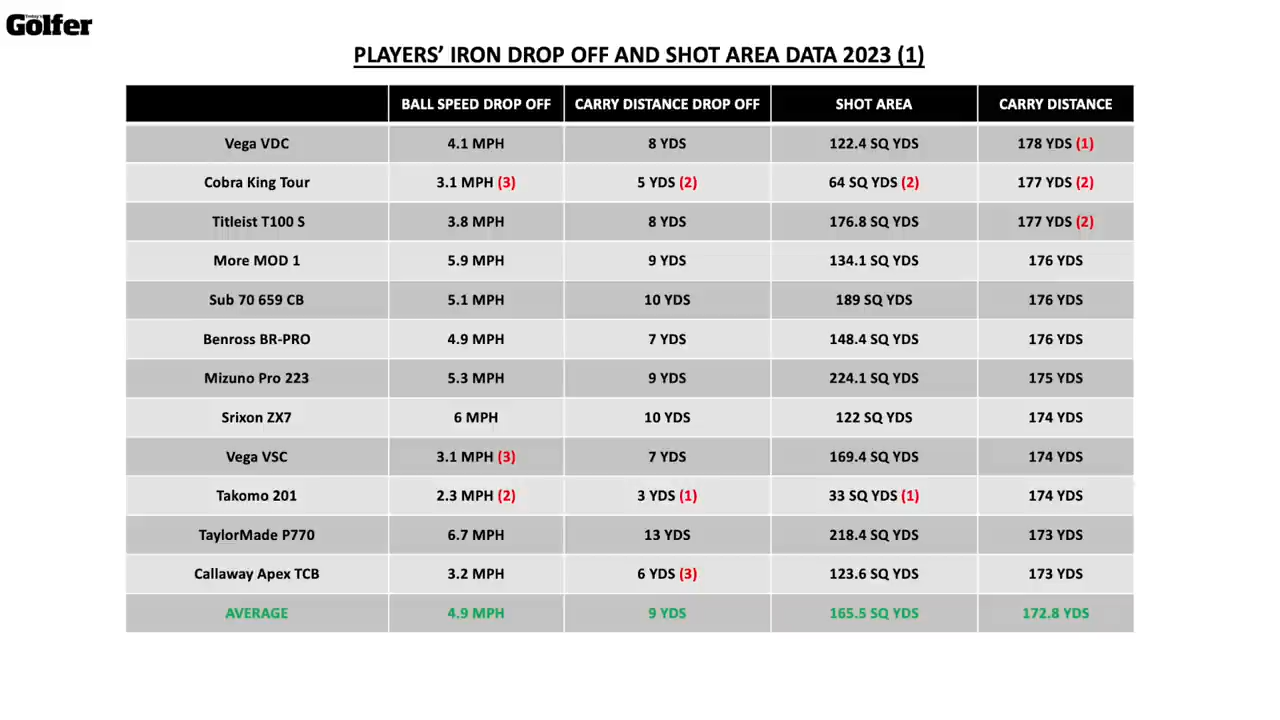 Today's
Golfer
PLAYERS' IRON DROP OFF AND SHOT AREA DATA 2023 (1)
BALL SPEED DROP OFF CARRY DISTANCE DROP OFF SHOT AREA CARRY DISTANCE
Vega VDC 4.1 MPH 8 YDS 122.4 SQ YDS 178 YDS (1)
Cobra King Tour 3.1 MPH (3) 5 YDS (2) 64 SQ YDS (2) 177 YDS (2)
Titleist T100 S 3.8 MPH 8 YDS 176.8 SQ YDS 177 YDS (2)
More MOD 1 5.9 MPH 9 YDS 134.1 SQ YDS 176 YDS
Sub 70 659 CB 5.1 MPH 10 YDS 189 SQ YDS 176 YDS
Benross BR-PRO 4.9 MPH 7 YDS 148.4 SQ YDS 176 YDS
Mizuno Pro 223 5.3 MPH 9 YDS 224.1 SQ YDS 175 YDS
Srixon ZX7 6 MPH 10 YDS 122 SQ YDS 174 YDS
Vega VSC 3.1 MPH (3) 7 YDS 169.4 SQ YDS 174 YDS
Takomo 201 2.3 MPH (2) 3 YDS (1) 33 SQ YDS (1) 174 YDS
TaylorMade P770 6.7 MPH 13 YDS 218.4 SQ YDS 173 YDS
Callaway Apex TCB 3.2 MPH 6 YDS (3) 123.6 SQ YDS 173 YDS
AVERAGE 4.9 MPH 9 YDS 165.5 SQ YDS 172.8 YDS